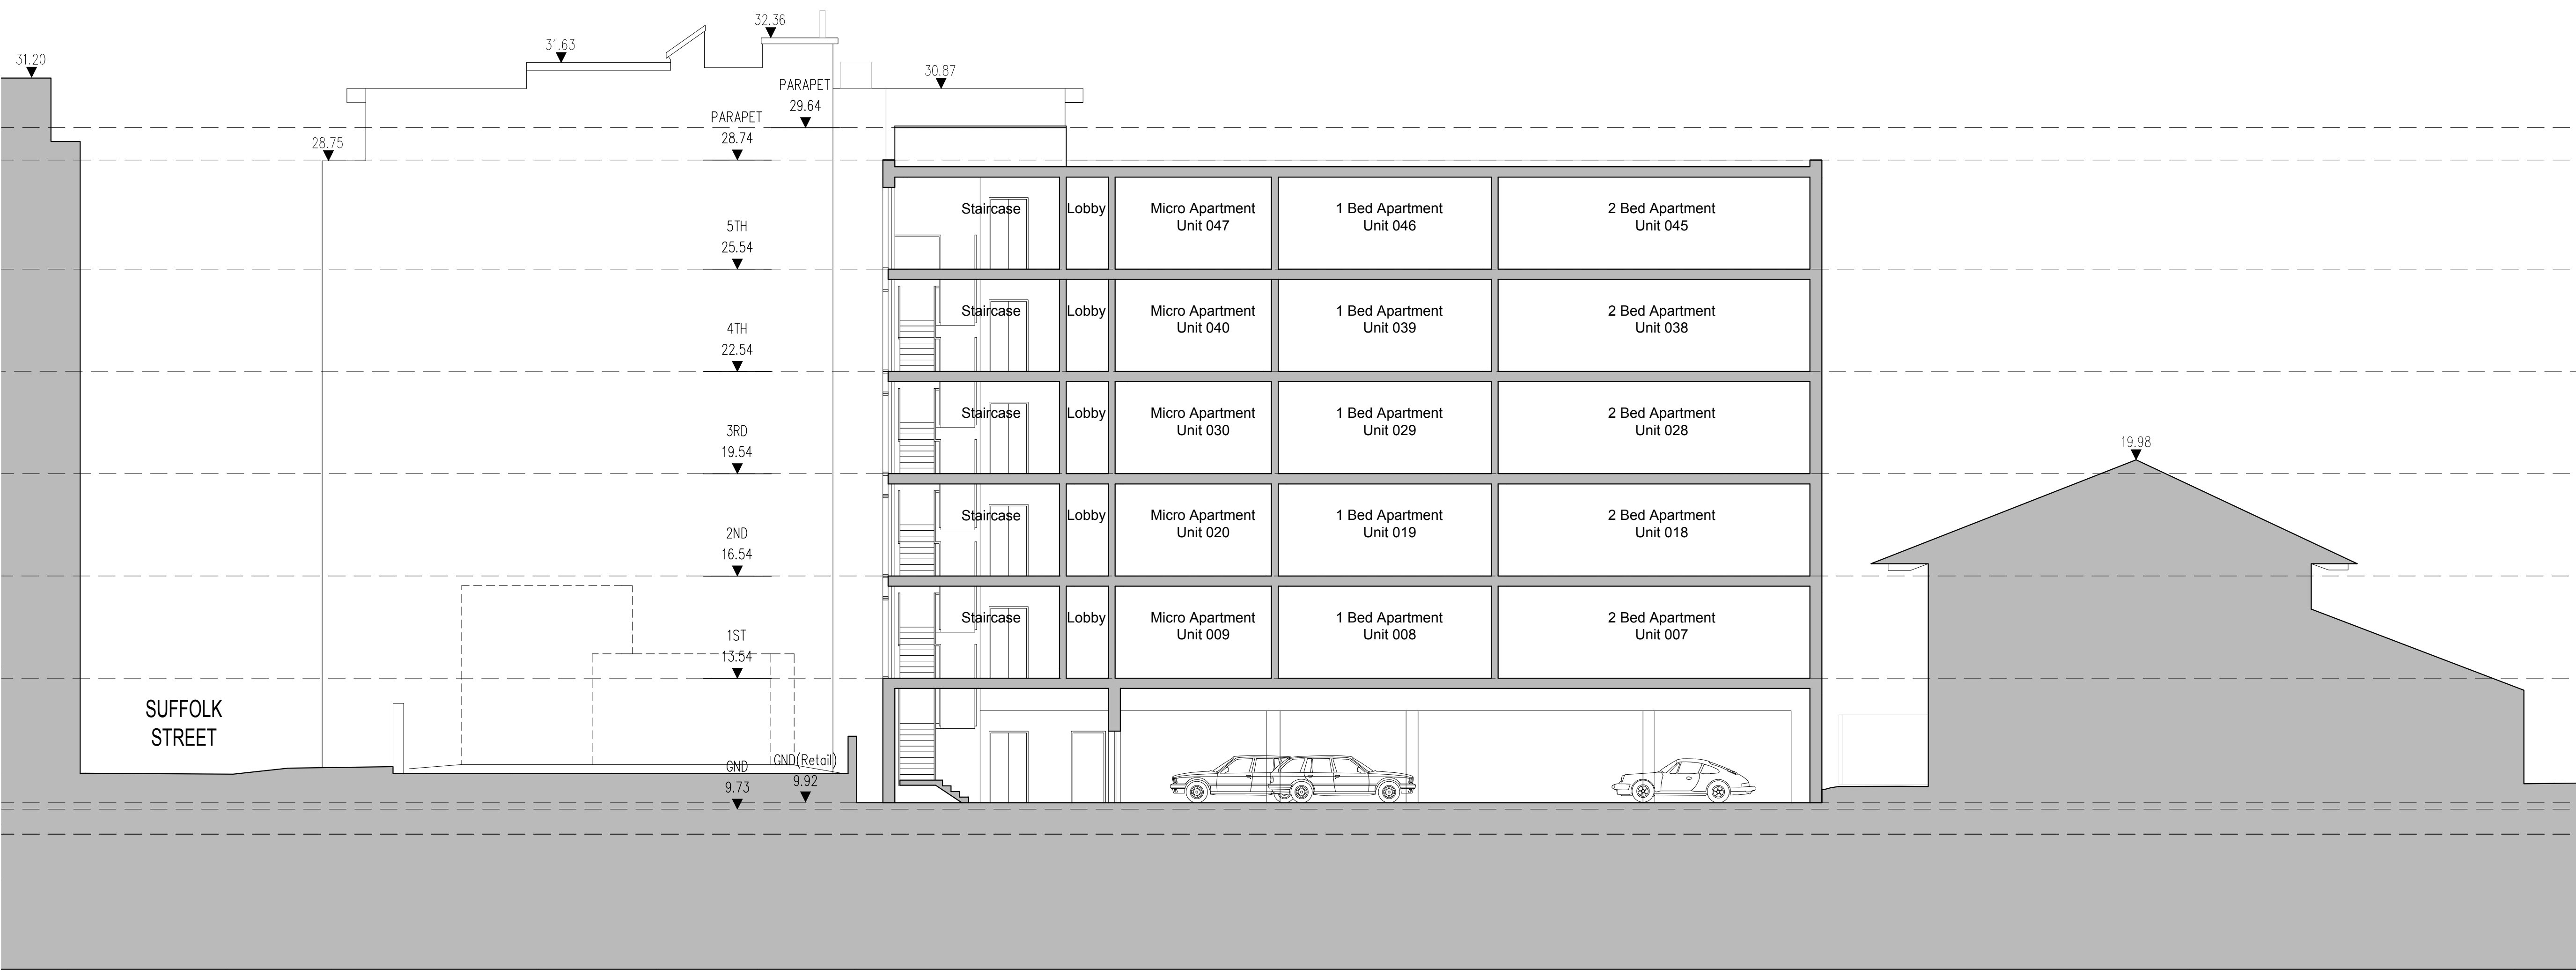 32.36
31.63
31.20
30.87
PARAPET
29.64
PARAPET
28.74
28.75
Staircase
Lobby
Micro Apartment
Unit 047
1 Bed Apartment
Unit 046
2 Bed Apartment
Unit 045
5TH
25.54
Staircase
Lobby
Micro Apartment
Unit 040
1 Bed Apartment
Unit 039
2 Bed Apartment
Unit 038
4TH
22.54
Staircase
Lobby
Micro Apartment
Unit 030
1 Bed Apartment
Unit 029
2 Bed Apartment
Unit 028
3RD
19.54
19.98
Staircase
Lobby
Micro Apartment
Unit 020
1 Bed Apartment
Unit 019
2 Bed Apartment
Unit 018
2ND
16.54
Staircase
Lobby
Micro Apartment
Unit 009
1 Bed Apartment
Unit 008
2 Bed Apartment
Unit 007
1ST
13.54
SUFFOLK
STREET
GND
9.73
GND(Retail)
9.92